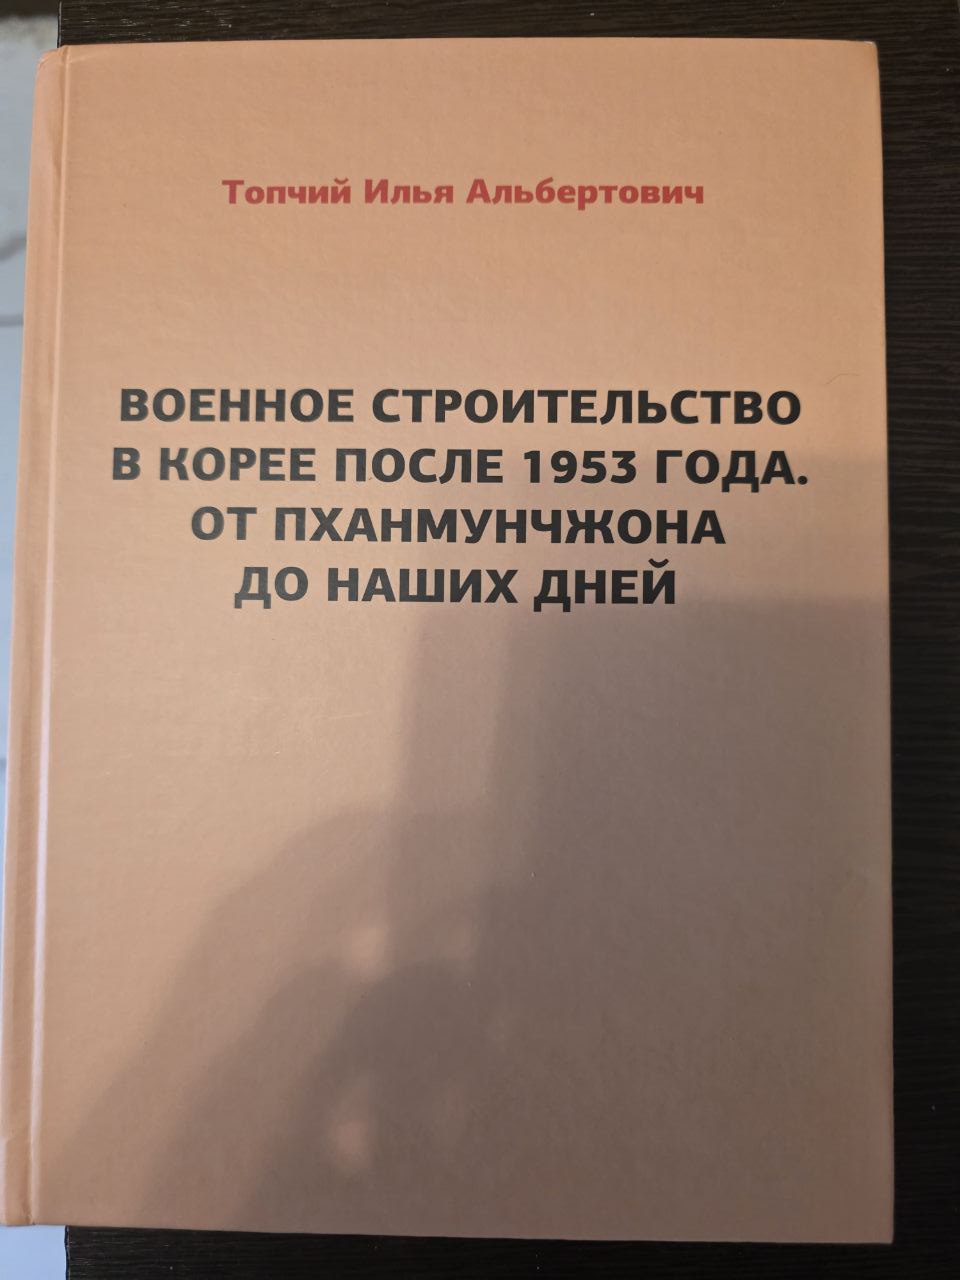 Топчий Илья Альбертович
ВОЕННОЕ СТРОИТЕЛЬСТВО
В КОРЕЕ ПОСЛЕ 1953 ГОДА.
ОТ ПХАНМУНЧЖОНА
ДО НАШИХ ДНЕЙ